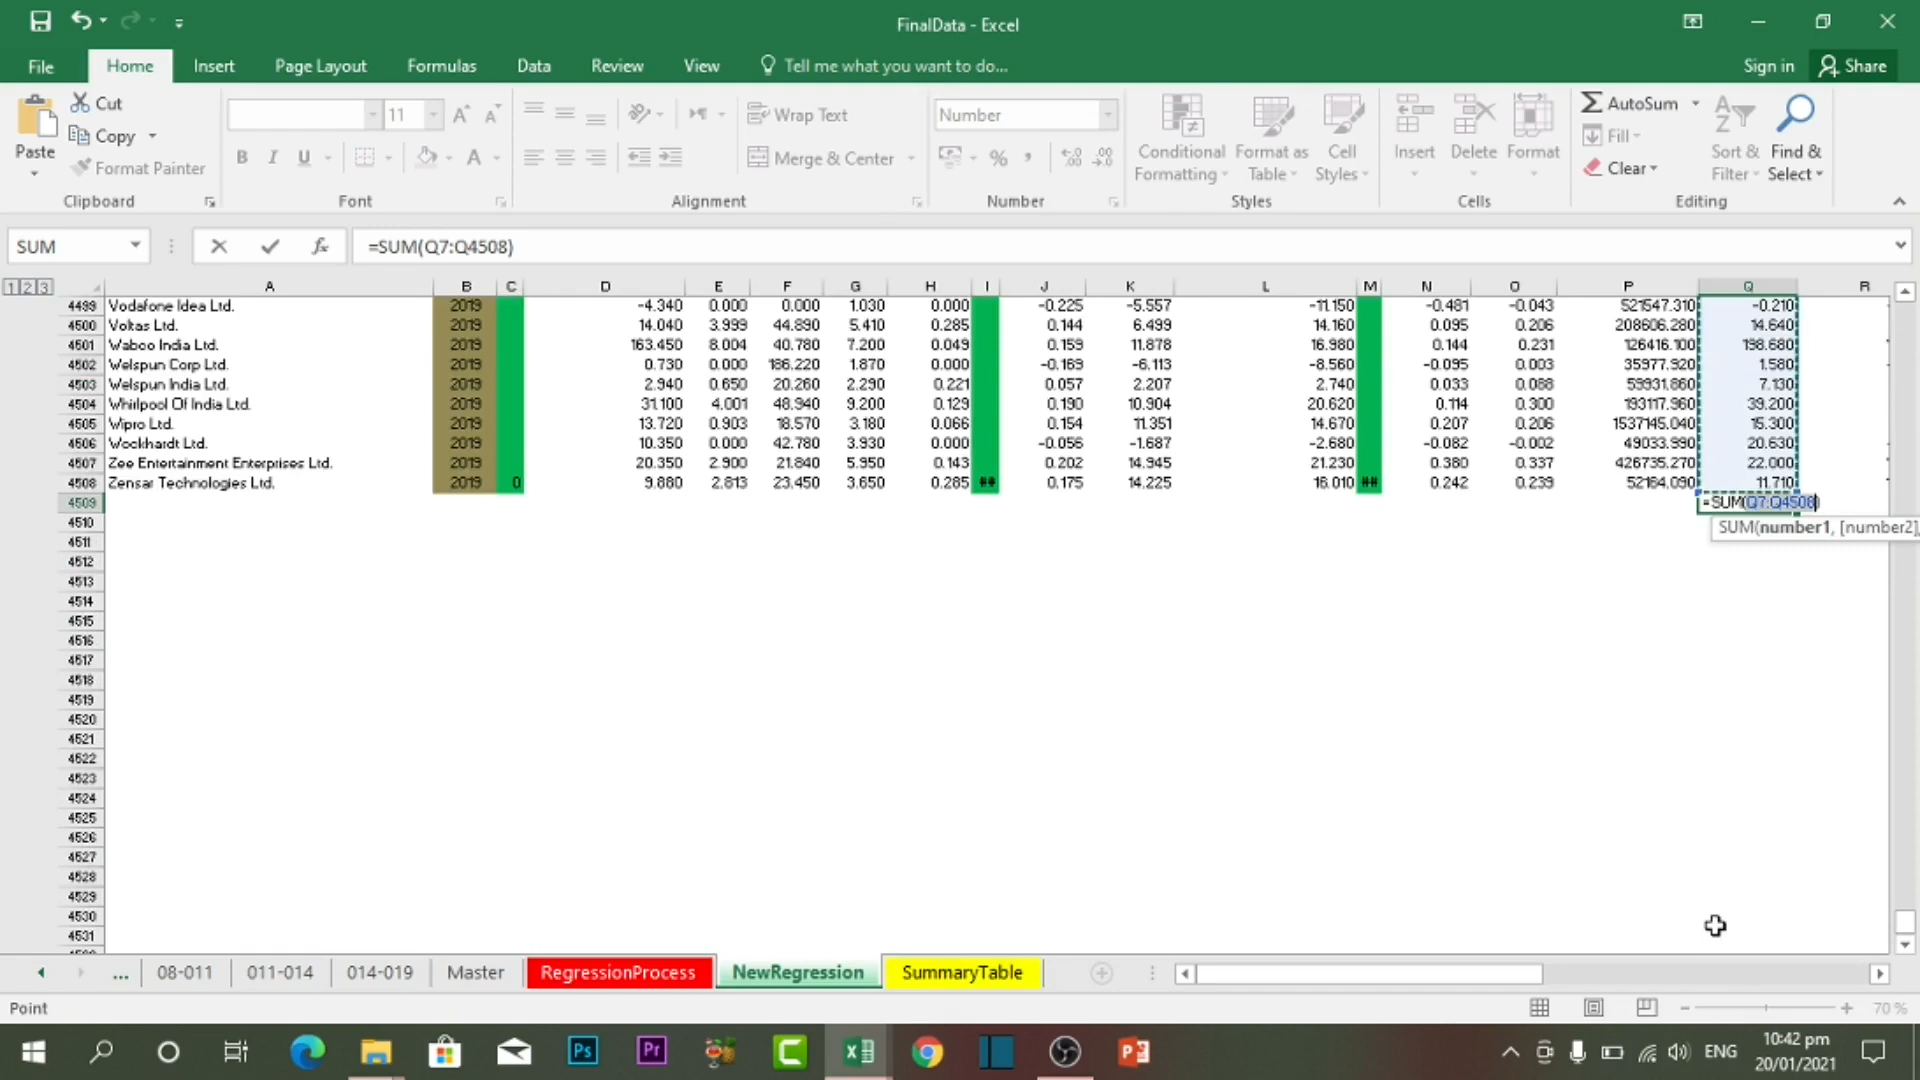 FinalData - Excel
File Home Insert Page Layout Formulas Data Review View Tell me what you want to do... Sign in Share
Cut
Copy
Format Painter
Paste
11
B I U
Wrap Text
Merge & Center
Number
%
Conditional Formatting
Format as Table
Cell Styles
Insert
Delete
Format
AutoSum
Fill
Clear
Sort & Filter
Find & Select
Clipboard Font Alignment Number Styles Cells Editing
SUM fx =SUM(Q7:Q4508)
1 2 3 A B C D E F G H I J K L M N O P Q R
4499 Vodafone Idea Ltd. 2019 -4.340 0.000 0.000 1.030 0.000 -0.225 -5.557 -11.150 -0.481 -0.043 521547.310 -0.210
4500 Voltas Ltd. 2019 14.040 3.999 44.890 5.410 0.285 0.144 6.499 14.160 0.095 0.206 208606.280 14.640
4501 Wabco India Ltd. 2019 163.450 8.004 40.780 7.200 0.049 0.159 11.878 16.980 0.144 0.231 126416.100 198.680
4502 Welspun Corp Ltd. 2019 0.730 0.000 186.220 1.870 0.000 -0.169 -6.113 -8.560 -0.095 0.003 35977.920 1.580
4503 Welspun India Ltd. 2019 2.940 0.650 20.260 2.290 0.221 0.057 2.207 2.740 0.033 0.088 59931.860 7.130
4504 Whirlpool Of India Ltd. 2019 31.100 4.001 48.940 9.200 0.129 0.190 10.904 20.620 0.114 0.300 193117.960 39.200
4505 Wipro Ltd. 2019 13.720 0.903 18.570 3.180 0.066 0.154 11.351 14.670 0.207 0.206 1537145.040 15.300
4506 Wockhardt Ltd. 2019 10.350 0.000 42.780 3.930 0.000 -0.056 -1.687 -2.680 -0.082 -0.002 49033.990 20.630
4507 Zee Entertainment Enterprises Ltd. 2019 20.350 2.900 21.840 5.950 0.143 0.202 14.945 21.230 0.380 0.337 426735.270 22.000
4508 Zensar Technologies Ltd. 2019 0 9.880 2.813 23.450 3.650 0.285 ## 0.175 14.225 18.010 ## 0.242 0.239 52164.090 11.710
4509 =SUM(Q7:Q4508)
4510 SUM(number1, [number2],
4511
4512
4513
4514
4515
4516
4517
4518
4519
4520
4521
4522
4523
4524
4525
4526
4527
4528
4529
4530
4531
... 08-011 011-014 014-019 Master RegressionProcess NewRegression SummaryTable
Point 70 %
Ps Pr ENG 10:42 pm
20/01/2021